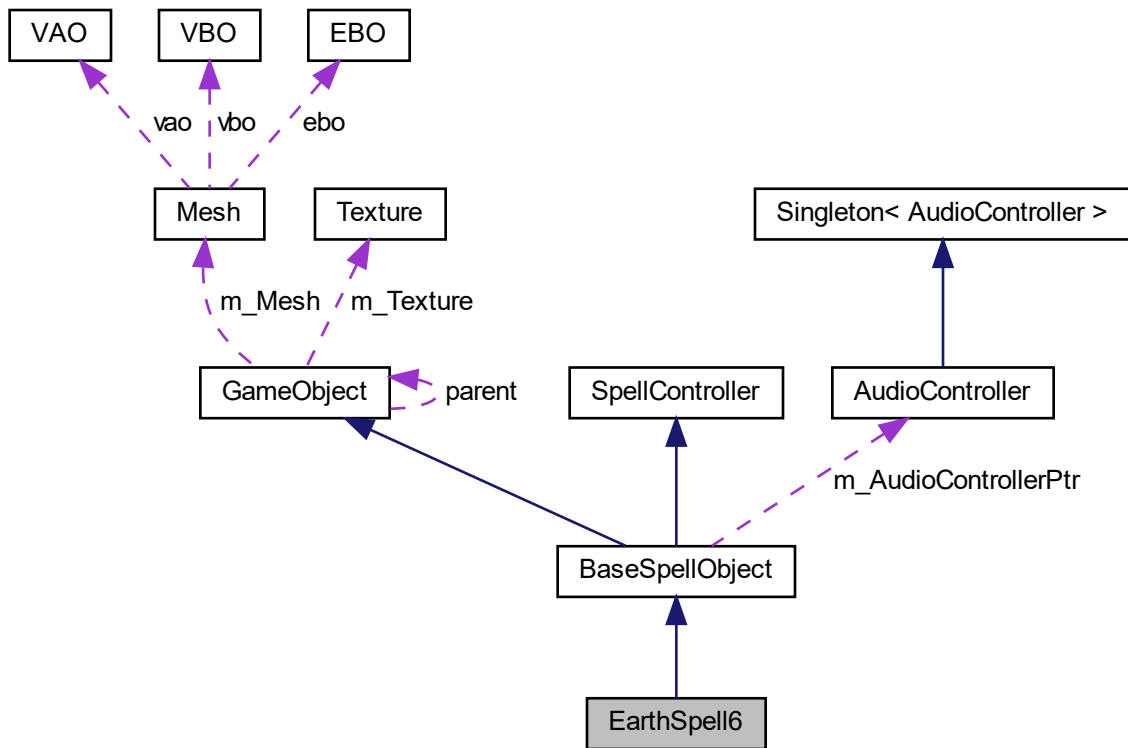 VAO
VBO
EBO
vao
vbo
ebo
Mesh
Texture
Singleton< AudioController >
m_Mesh
m_Texture
GameObject
parent
SpellController
AudioController
m_AudioControllerPtr
BaseSpellObject
EarthSpell6